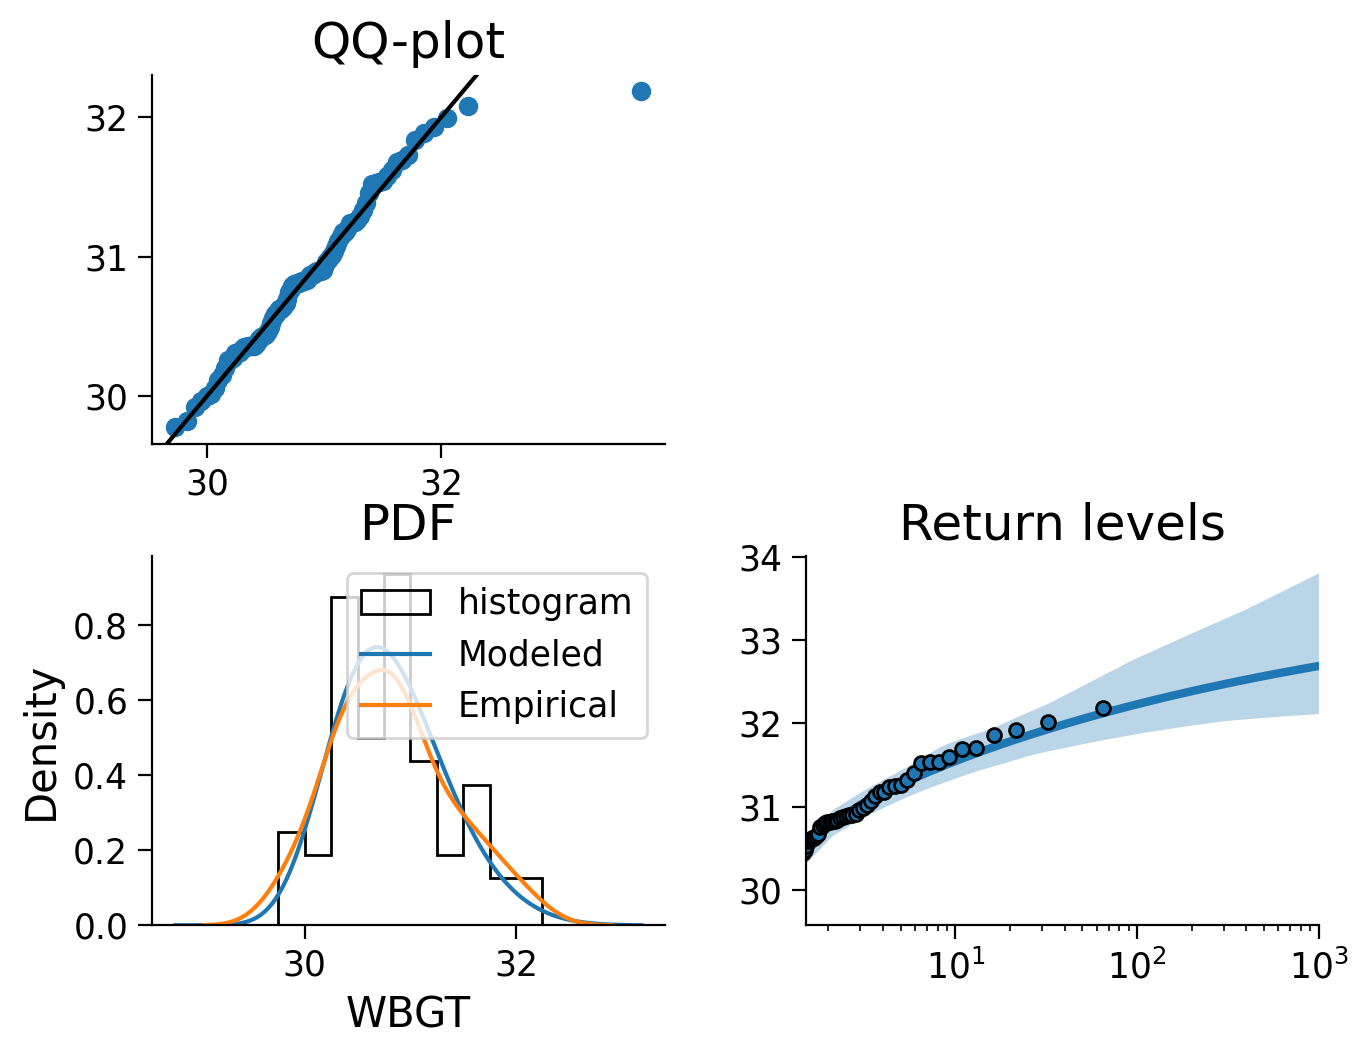 QQ-plot
32
31
30
30 32
PDF
Density
0.8
0.6
0.4
0.2
0.0
histogram
Modeled
Empirical
30 32
WBGT
Return levels
34
33
32
31
30
10¹ 10² 10³